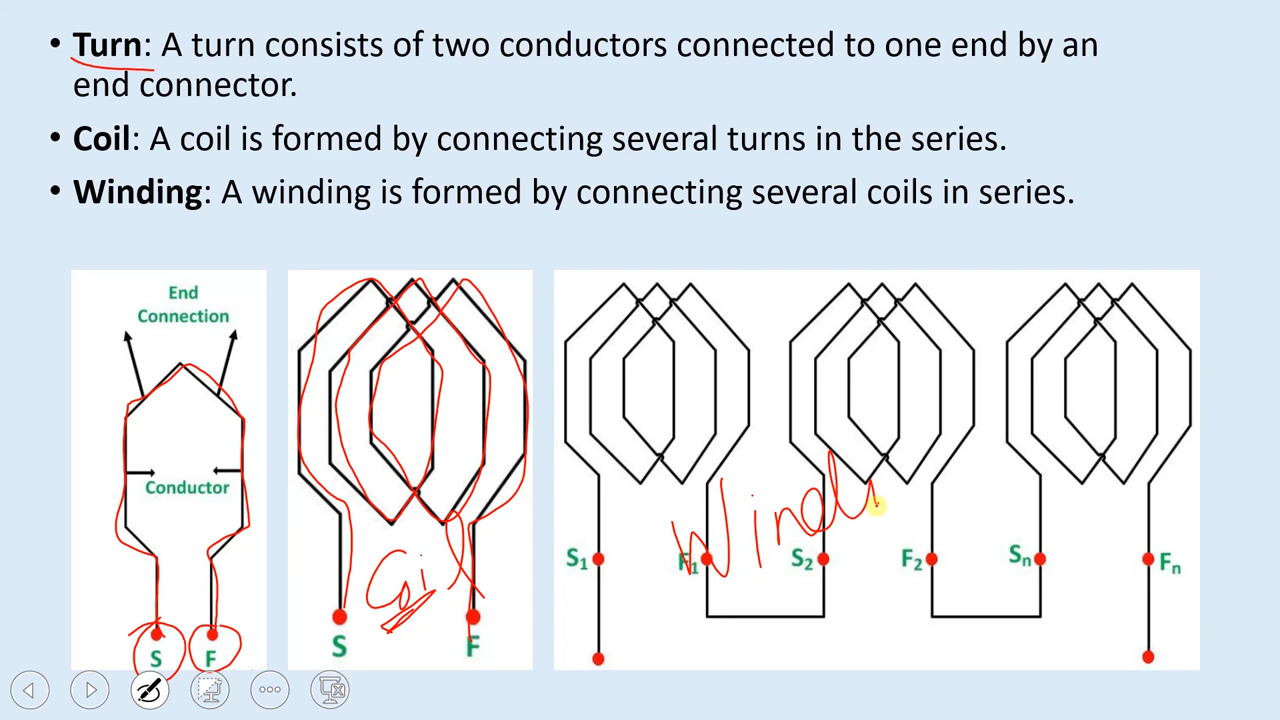 • Turn: A turn consists of two conductors connected to one end by an
end connector.
• Coil: A coil is formed by connecting several turns in the series.
• Winding: A winding is formed by connecting several coils in series.
End
Connection
Conductor
S F
Coil
S F
Windi
S1 F1 S2 F2 Sn Fn